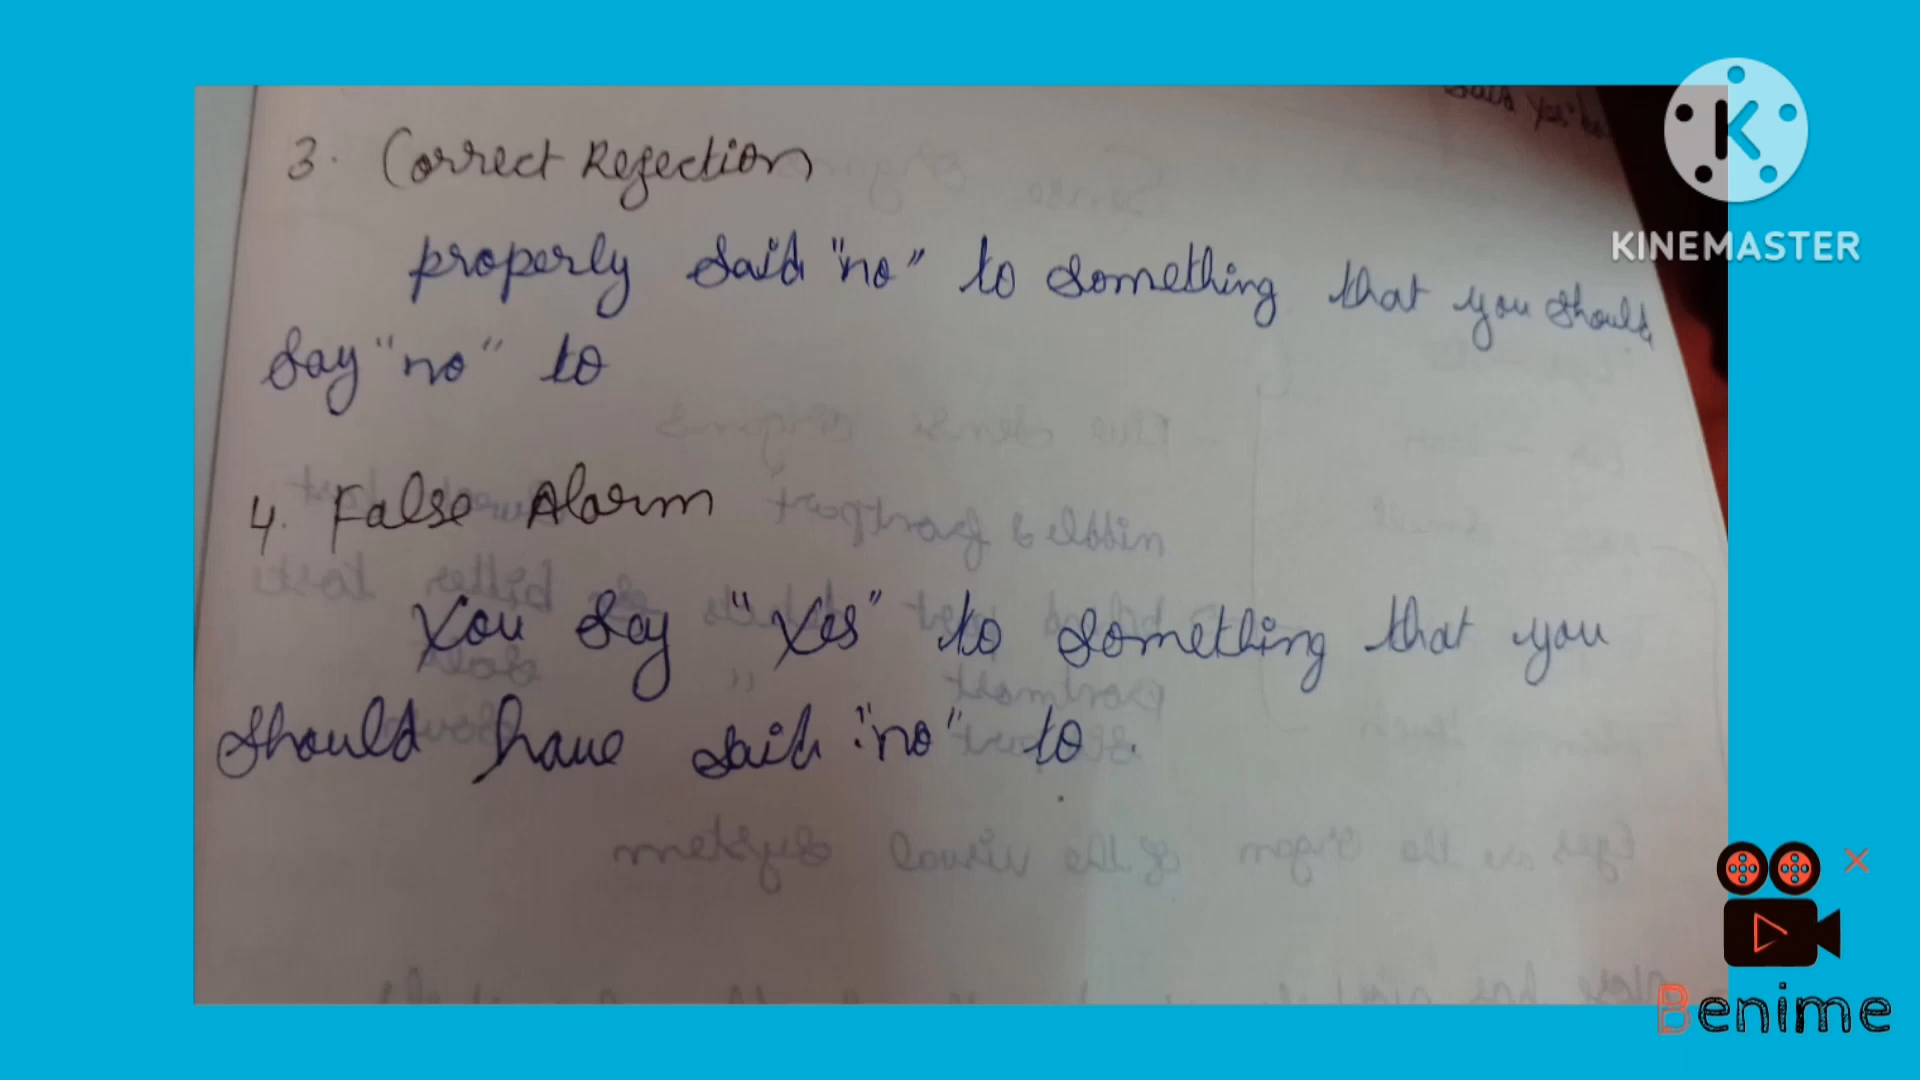 3. Correct Rejection
properly said "no" to something that you should
say "no" to
4. False Alarm
You say "Yes" to something that you
should have said "no" to.
KINEMASTER
Benime